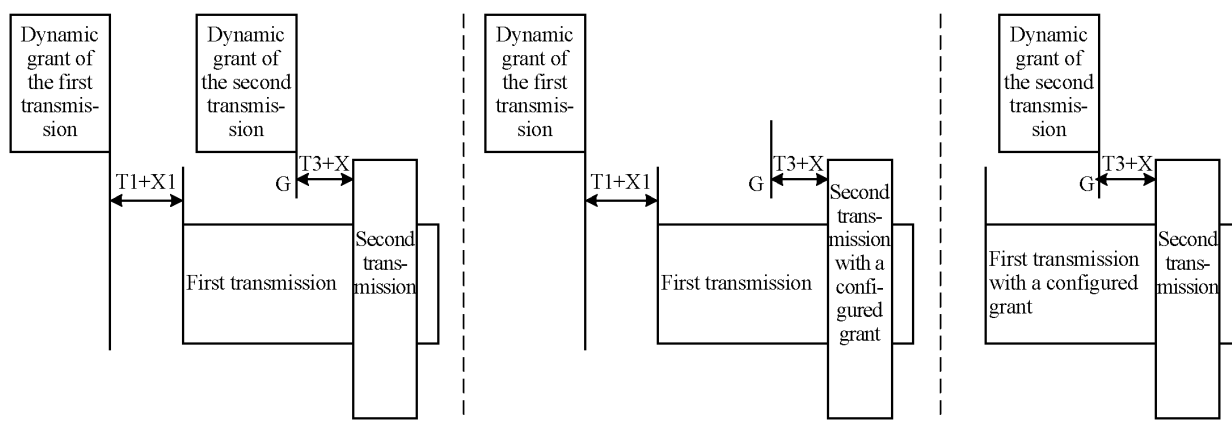 Dynamic
grant of
the first
transmis-
sion
Dynamic
grant of
the second
transmis-
sion
T1+X1
G
T3+X
First transmission
Second
trans-
mission
Dynamic
grant of
the first
transmis-
sion
T1+X1
G
T3+X
First transmission
Second
trans-
mission
with a
confi-
gured
grant
Dynamic
grant of
the second
transmis-
sion
G
T3+X
First transmission
with a configured
grant
Second
trans-
mission